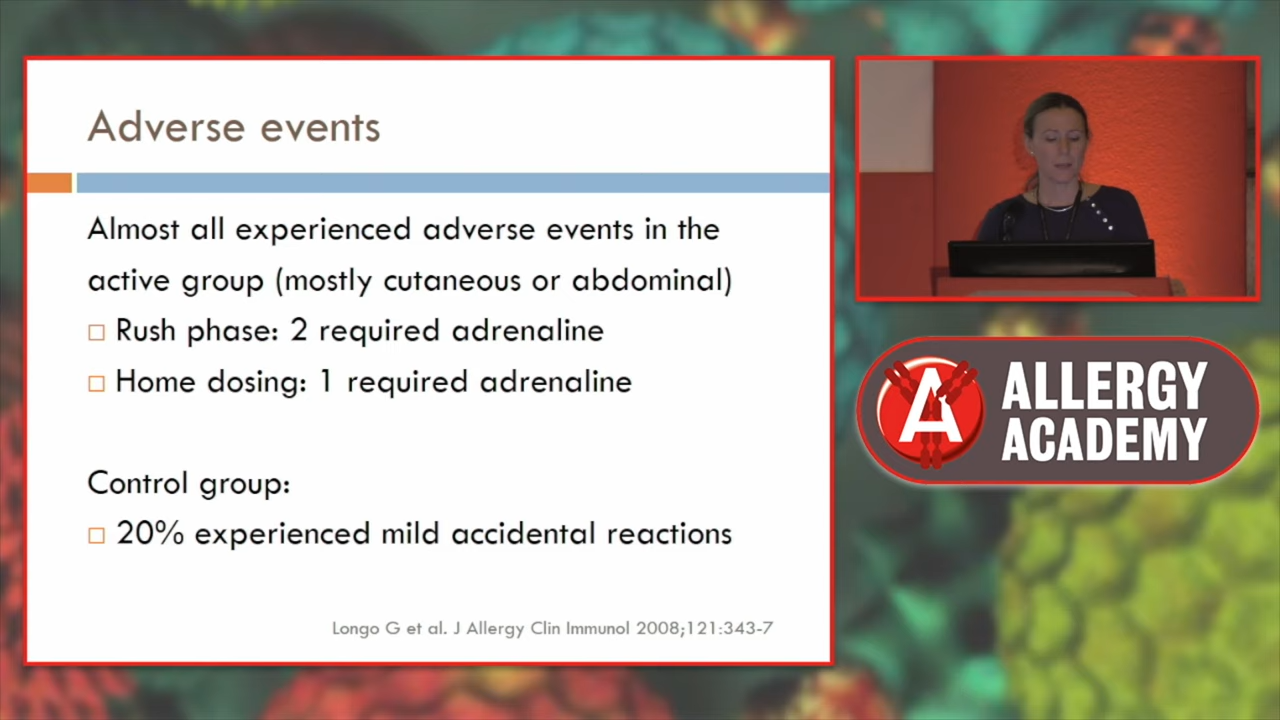 Adverse events
Almost all experienced adverse events in the
active group (mostly cutaneous or abdominal)
Rush phase: 2 required adrenaline
Home dosing: 1 required adrenaline
Control group:
20% experienced mild accidental reactions
Longo G et al. J Allergy Clin Immunol 2008;121:343-7
A
ALLERGY
ACADEMY